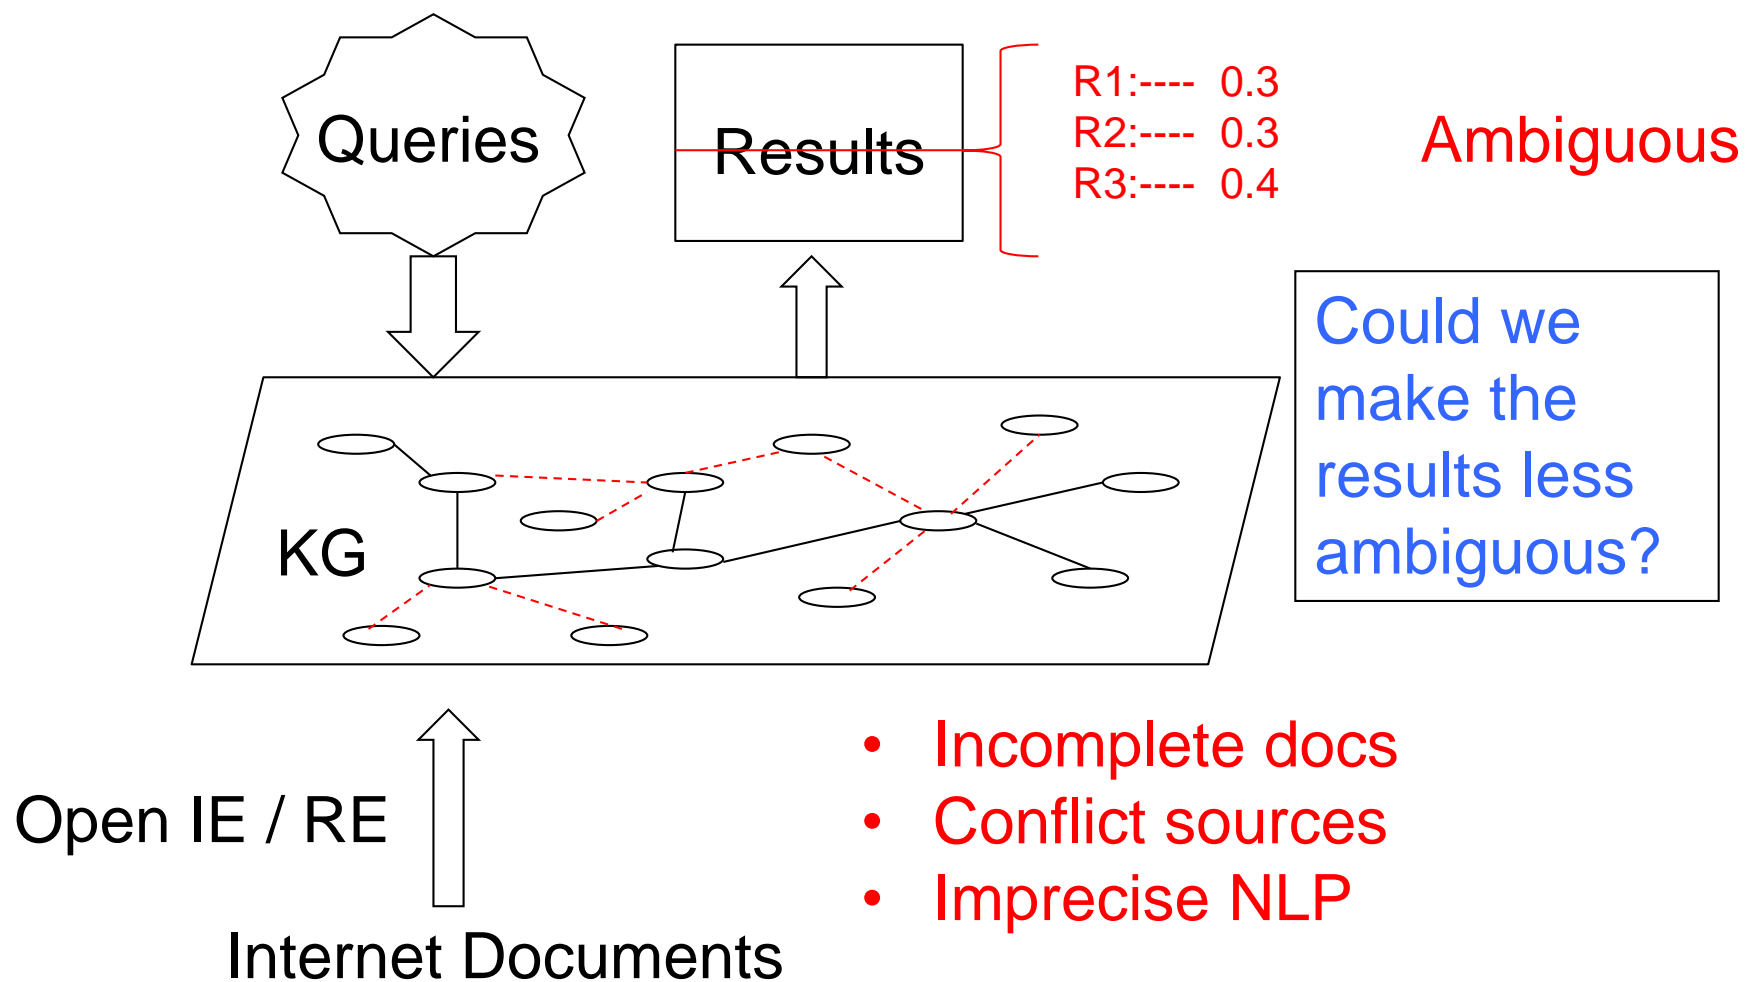 Queries
Results
R1:---- 0.3
R2:---- 0.3
R3:---- 0.4
Ambiguous
Could we
make the
results less
ambiguous?
KG
Open IE / RE
• Incomplete docs
• Conflict sources
• Imprecise NLP
Internet Documents